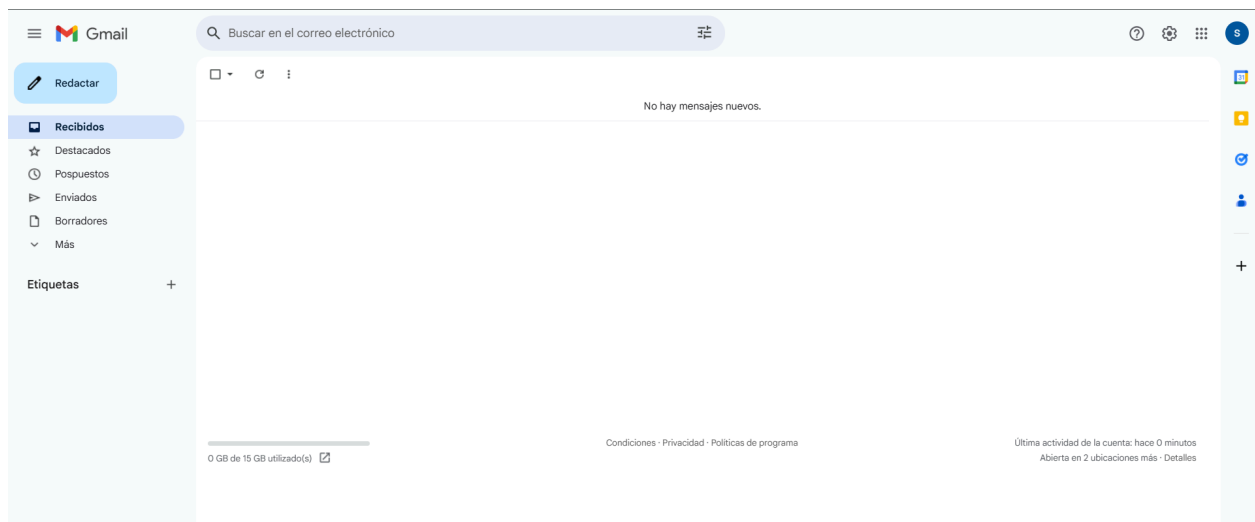 Gmail
Buscar en el correo electrónico
S
Redactar
31
No hay mensajes nuevos.
Recibidos
Destacados
Pospuestos
Enviados
Borradores
Más
Etiquetas
Condiciones · Privacidad · Políticas de programa
Última actividad de la cuenta: hace 0 minutos
0 GB de 15 GB utilizado(s)
Abierta en 2 ubicaciones más · Detalles